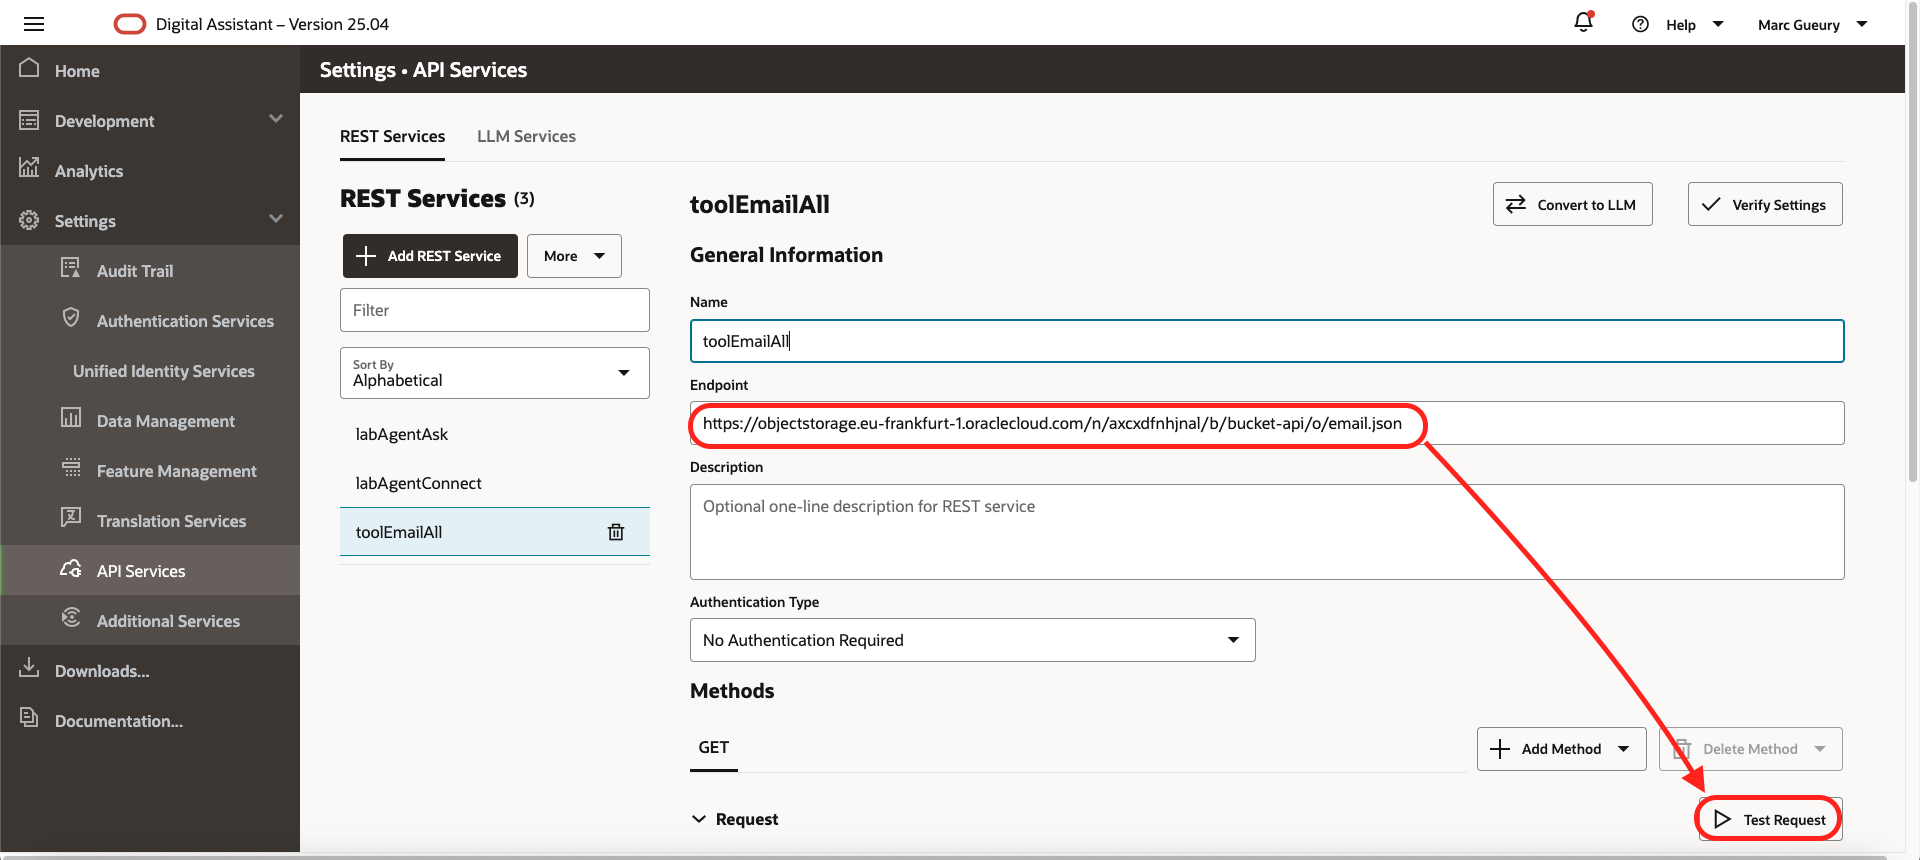 Digital Assistant – Version 25.04
Help
Marc Gueury
Home
Development
Analytics
Settings
Audit Trail
Authentication Services
Unified Identity Services
Data Management
Feature Management
Translation Services
API Services
Additional Services
Downloads...
Documentation...
Settings • API Services
REST Services
LLM Services
REST Services (3)
Add REST Service
More
Filter
Sort By
Alphabetical
labAgentAsk
labAgentConnect
toolEmailAll
toolEmailAll
Convert to LLM
Verify Settings
General Information
Name
toolEmailAll
Endpoint
https://objectstorage.eu-frankfurt-1.oraclecloud.com/n/axcxdfnhjnal/b/bucket-api/o/email.json
Description
Optional one-line description for REST service
Authentication Type
No Authentication Required
Methods
GET
Add Method
Delete Method
Request
Test Request